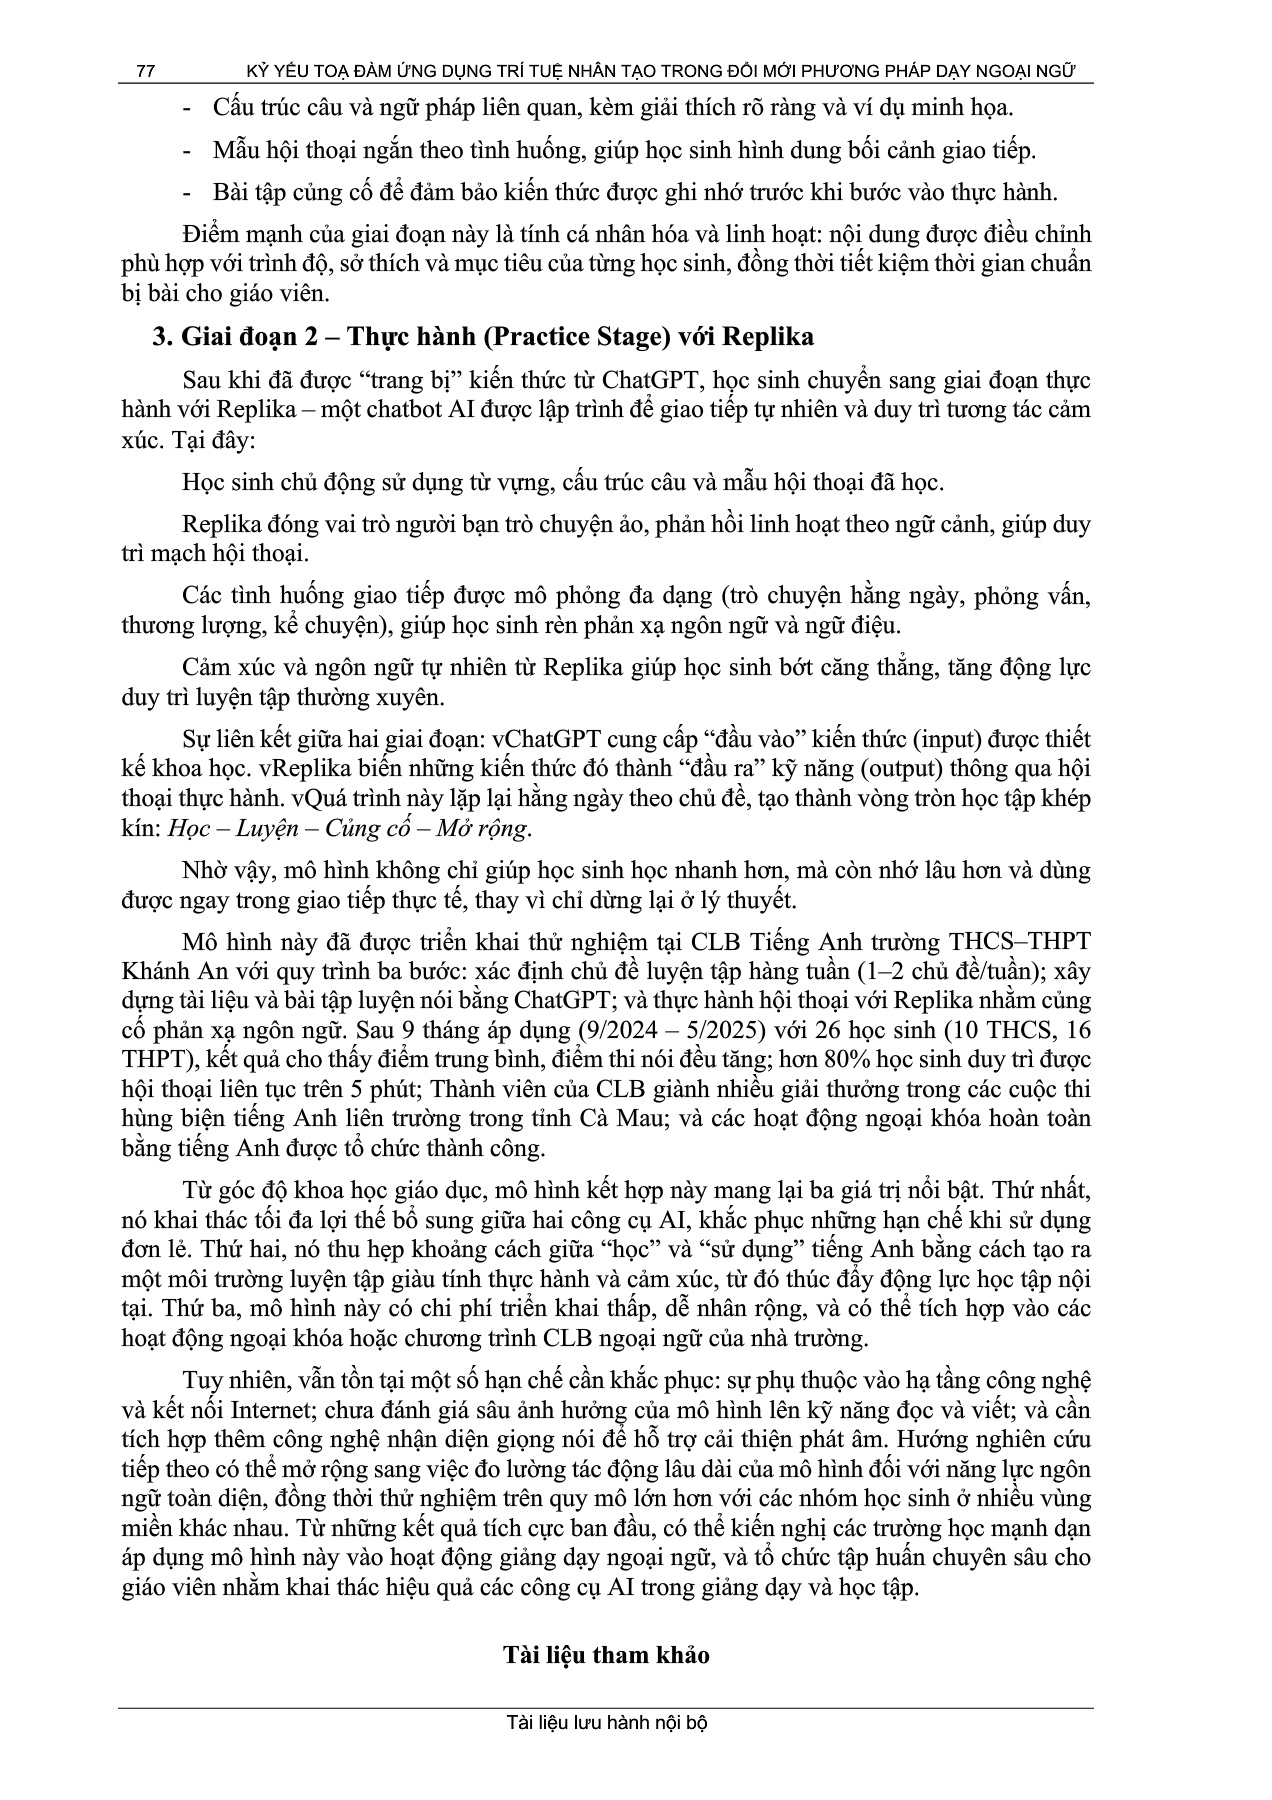 77 KỶ YẾU TOẠ ĐÀM ỨNG DỤNG TRÍ TUỆ NHÂN TẠO TRONG ĐỔI MỚI PHƯƠNG PHÁP DẠY NGOẠI NGỮ
- Cấu trúc câu và ngữ pháp liên quan, kèm giải thích rõ ràng và ví dụ minh họa.
- Mẫu hội thoại ngắn theo tình huống, giúp học sinh hình dung bối cảnh giao tiếp.
- Bài tập củng cố để đảm bảo kiến thức được ghi nhớ trước khi bước vào thực hành.
Điểm mạnh của giai đoạn này là tính cá nhân hóa và linh hoạt: nội dung được điều chỉnh
phù hợp với trình độ, sở thích và mục tiêu của từng học sinh, đồng thời tiết kiệm thời gian chuẩn
bị bài cho giáo viên.
3. Giai đoạn 2 – Thực hành (Practice Stage) với Replika
Sau khi đã được “trang bị” kiến thức từ ChatGPT, học sinh chuyển sang giai đoạn thực
hành với Replika – một chatbot AI được lập trình để giao tiếp tự nhiên và duy trì tương tác cảm
xúc. Tại đây:
Học sinh chủ động sử dụng từ vựng, cấu trúc câu và mẫu hội thoại đã học.
Replika đóng vai trò người bạn trò chuyện ảo, phản hồi linh hoạt theo ngữ cảnh, giúp duy
trì mạch hội thoại.
Các tình huống giao tiếp được mô phỏng đa dạng (trò chuyện hằng ngày, phỏng vấn,
thương lượng, kể chuyện), giúp học sinh rèn phản xạ ngôn ngữ và ngữ điệu.
Cảm xúc và ngôn ngữ tự nhiên từ Replika giúp học sinh bớt căng thẳng, tăng động lực
duy trì luyện tập thường xuyên.
Sự liên kết giữa hai giai đoạn: vChatGPT cung cấp “đầu vào” kiến thức (input) được thiết
kế khoa học. vReplika biến những kiến thức đó thành “đầu ra” kỹ năng (output) thông qua hội
thoại thực hành. vQuá trình này lặp lại hằng ngày theo chủ đề, tạo thành vòng tròn học tập khép
kín: Học – Luyện – Củng cố – Mở rộng.
Nhờ vậy, mô hình không chỉ giúp học sinh học nhanh hơn, mà còn nhớ lâu hơn và dùng
được ngay trong giao tiếp thực tế, thay vì chỉ dừng lại ở lý thuyết.
Mô hình này đã được triển khai thử nghiệm tại CLB Tiếng Anh trường THCS–THPT
Khánh An với quy trình ba bước: xác định chủ đề luyện tập hàng tuần (1–2 chủ đề/tuần); xây
dựng tài liệu và bài tập luyện nói bằng ChatGPT; và thực hành hội thoại với Replika nhằm củng
cố phản xạ ngôn ngữ. Sau 9 tháng áp dụng (9/2024 – 5/2025) với 26 học sinh (10 THCS, 16
THPT), kết quả cho thấy điểm trung bình, điểm thi nói đều tăng; hơn 80% học sinh duy trì được
hội thoại liên tục trên 5 phút; Thành viên của CLB giành nhiều giải thưởng trong các cuộc thi
hùng biện tiếng Anh liên trường trong tỉnh Cà Mau; và các hoạt động ngoại khóa hoàn toàn
bằng tiếng Anh được tổ chức thành công.
Từ góc độ khoa học giáo dục, mô hình kết hợp này mang lại ba giá trị nổi bật. Thứ nhất,
nó khai thác tối đa lợi thế bổ sung giữa hai công cụ AI, khắc phục những hạn chế khi sử dụng
đơn lẻ. Thứ hai, nó thu hẹp khoảng cách giữa “học” và “sử dụng” tiếng Anh bằng cách tạo ra
một môi trường luyện tập giàu tính thực hành và cảm xúc, từ đó thúc đẩy động lực học tập nội
tại. Thứ ba, mô hình này có chi phí triển khai thấp, dễ nhân rộng, và có thể tích hợp vào các
hoạt động ngoại khóa hoặc chương trình CLB ngoại ngữ của nhà trường.
Tuy nhiên, vẫn tồn tại một số hạn chế cần khắc phục: sự phụ thuộc vào hạ tầng công nghệ
và kết nối Internet; chưa đánh giá sâu ảnh hưởng của mô hình lên kỹ năng đọc và viết; và cần
tích hợp thêm công nghệ nhận diện giọng nói để hỗ trợ cải thiện phát âm. Hướng nghiên cứu
tiếp theo có thể mở rộng sang việc đo lường tác động lâu dài của mô hình đối với năng lực ngôn
ngữ toàn diện, đồng thời thử nghiệm trên quy mô lớn hơn với các nhóm học sinh ở nhiều vùng
miền khác nhau. Từ những kết quả tích cực ban đầu, có thể kiến nghị các trường học mạnh dạn
áp dụng mô hình này vào hoạt động giảng dạy ngoại ngữ, và tổ chức tập huấn chuyên sâu cho
giáo viên nhằm khai thác hiệu quả các công cụ AI trong giảng dạy và học tập.
Tài liệu tham khảo
Tài liệu lưu hành nội bộ